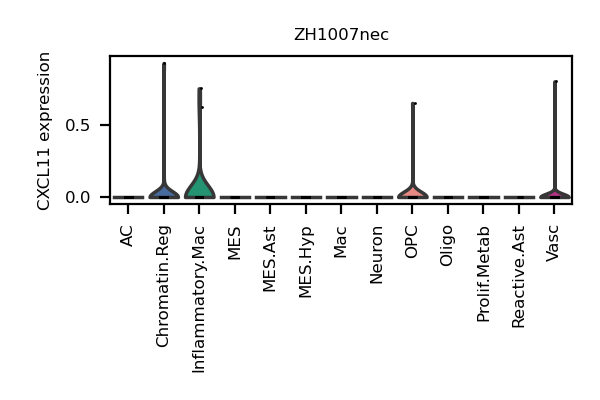 ZH1007nec
CXCL11 expression
0.5
0.0
AC
Chromatin.Reg
Inflammatory.Mac
MES
MES.Ast
MES.Hyp
Mac
Neuron
OPC
Oligo
Prolif.Metab
Reactive.Ast
Vasc